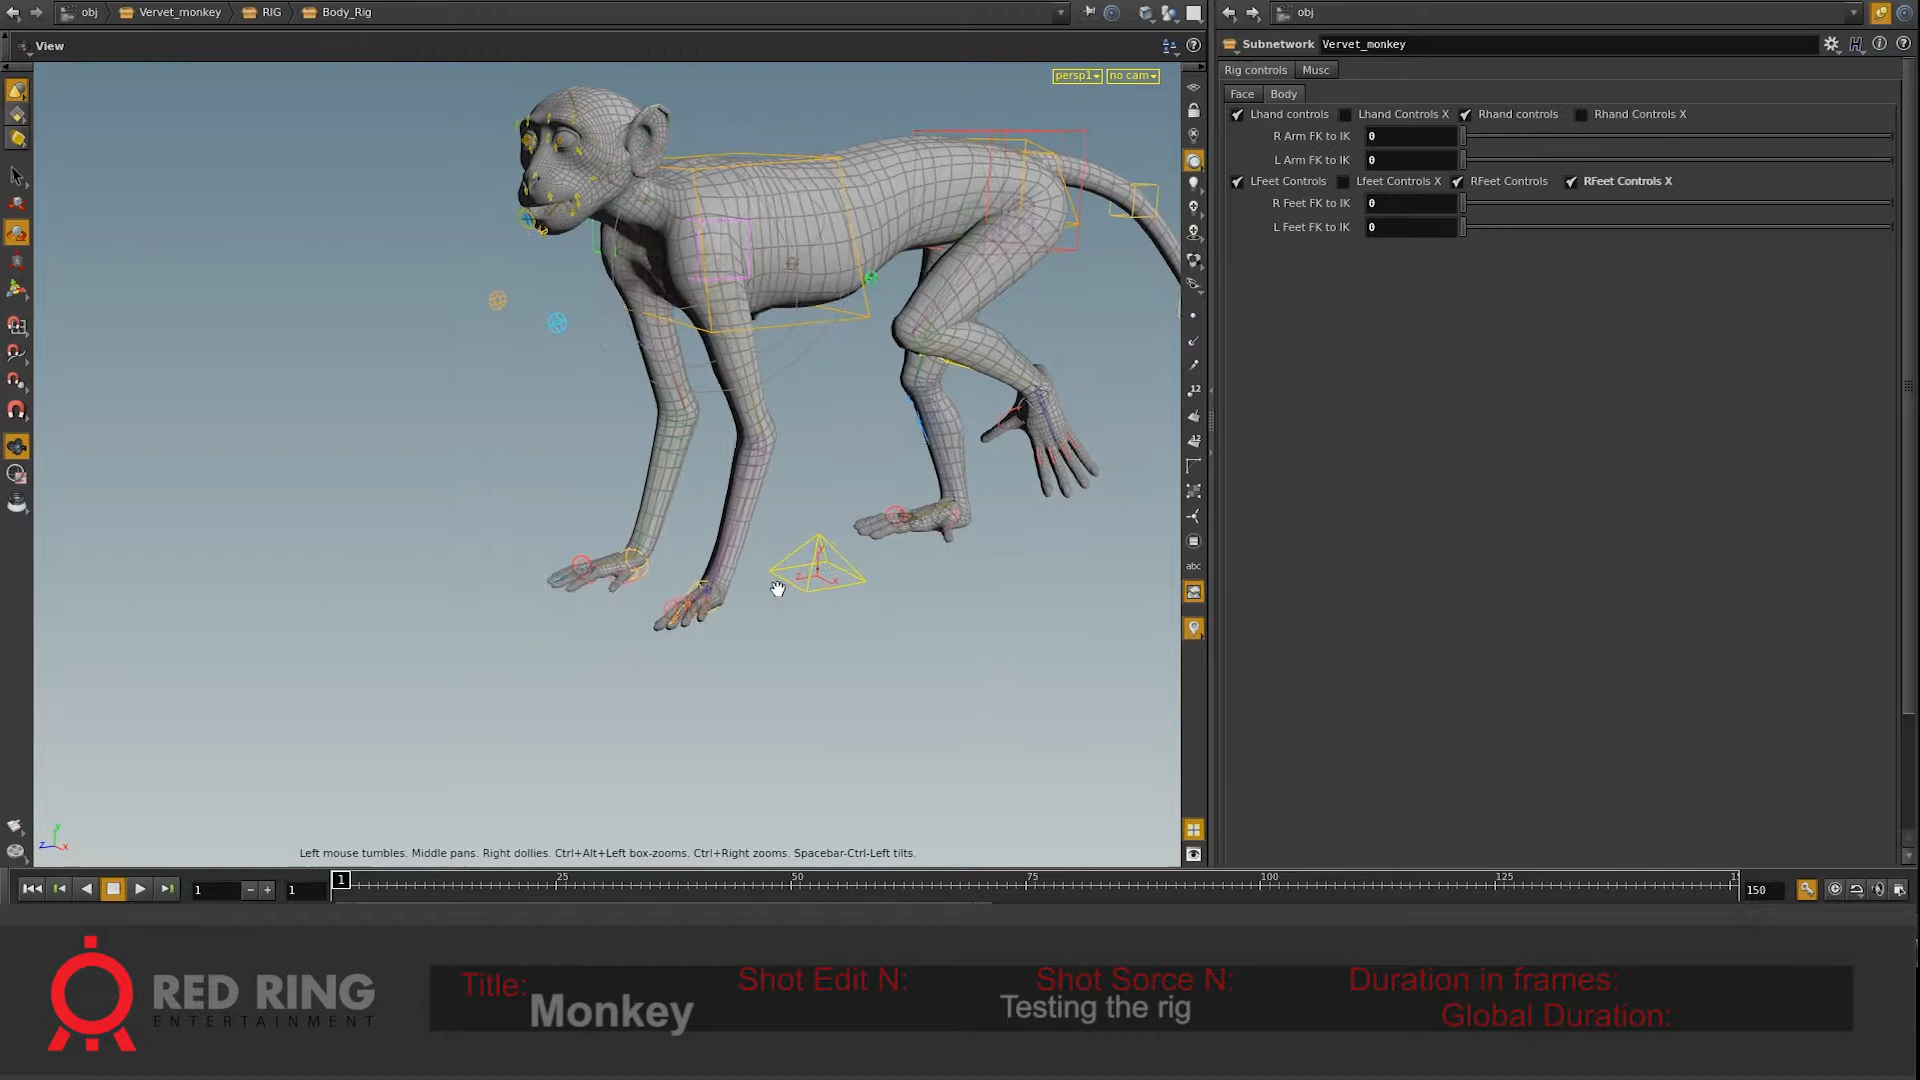 obj Vervet_monkey RIG Body_Rig
View
persp1 no cam
12
12
abc
y
z x
Left mouse tumbles. Middle pans. Right dollies. Ctrl+Alt+Left box-zooms. Ctrl+Right zooms. Spacebar-Ctrl-Left tilts.
obj
Subnetwork Vervet_monkey
Rig controls Musc
Face Body
Lhand controls Lhand Controls X Rhand controls Rhand Controls X
R Arm FK to IK 0
L Arm FK to IK 0
LFeet Controls Lfeet Controls X RFeet Controls RFeet Controls X
R Feet FK to IK 0
L Feet FK to IK 0
1 1 1 25 50 75 100 125 150
RED RING
ENTERTAINMENT
Title: Monkey
Shot Edit N:
Shot Sorce N:
Testing the rig
Duration in frames:
Global Duration: